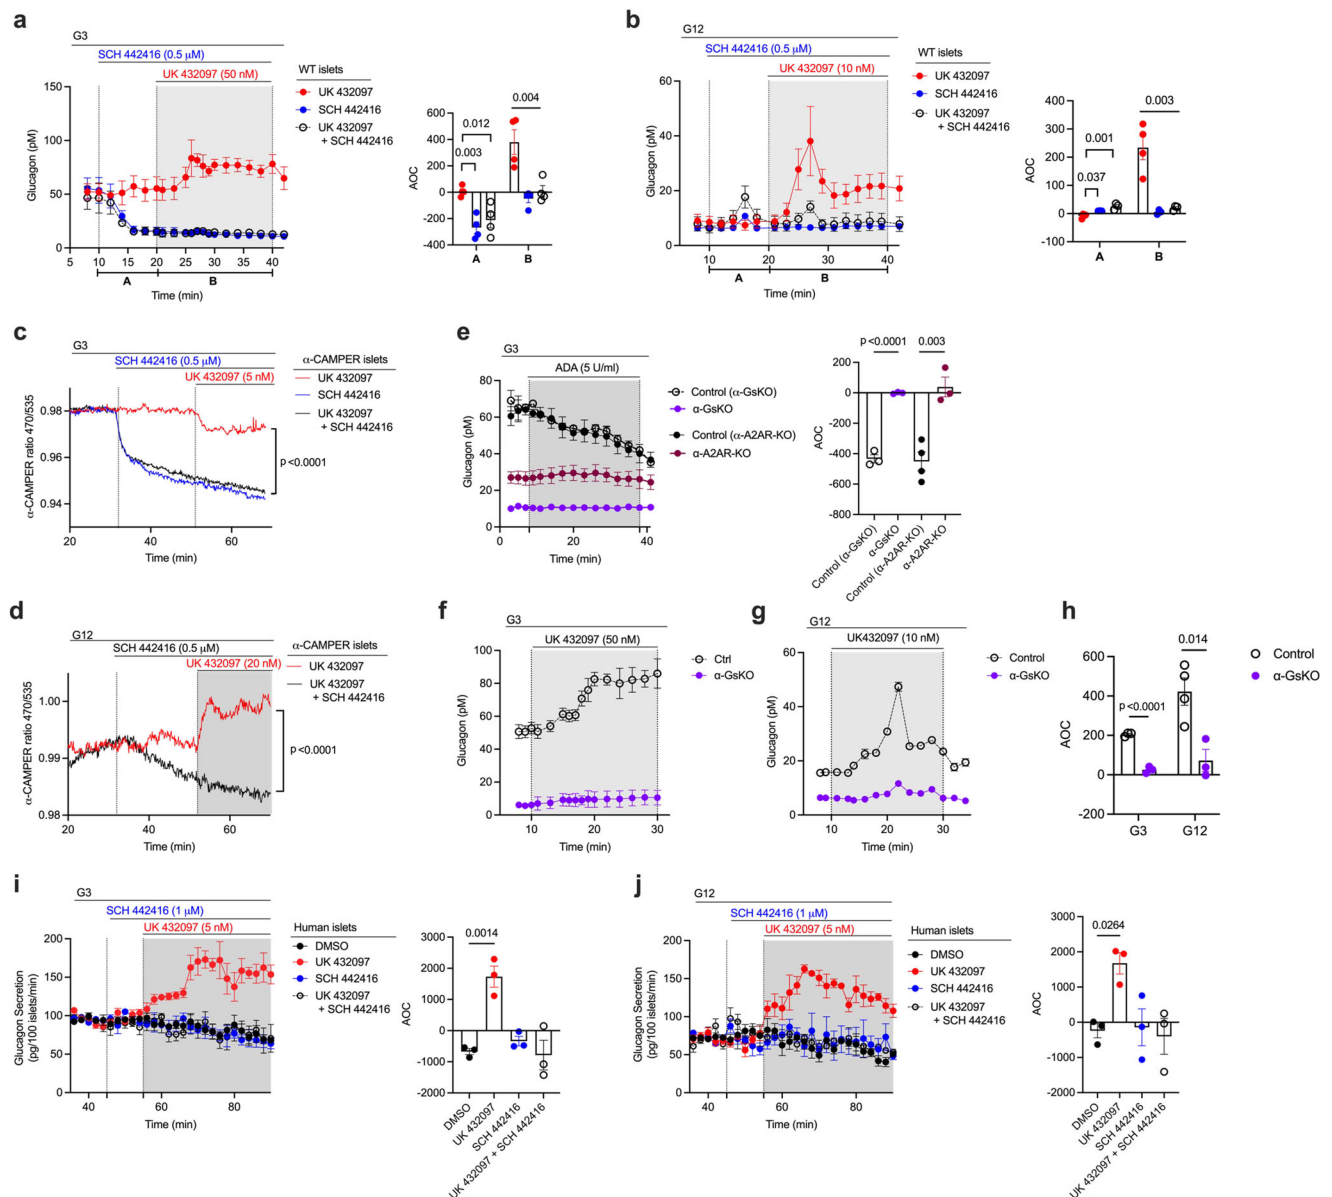 a
G3
SCH 442416 (0.5 μM)
UK 432097 (50 nM)
WT islets
UK 432097
SCH 442416
UK 432097
+ SCH 442416
Glucagon (pM)
150
100
50
0
5 10 15 20 25 30 35 40
A B
Time (min)
0.004
0.012
0.003
AOC
600
400
200
0
-200
-400
A B
b
G12
SCH 442416 (0.5 μM)
UK 432097 (10 nM)
WT islets
UK 432097
SCH 442416
UK 432097
+ SCH 442416
Glucagon (pM)
60
40
20
0
10 20 30 40
A B
Time (min)
0.003
0.001
0.037
AOC
400
300
200
100
0
-100
A B
c
G3
SCH 442416 (0.5 μM)
UK 432097 (5 nM)
α-CAMPER islets
UK 432097
SCH 442416
UK 432097
+ SCH 442416
p <0.0001
α-CAMPER ratio 470/535
0.98
0.96
0.94
20 40 60
Time (min)
e
G3
ADA (5 U/ml)
Control (α-GsKO)
α-GsKO
Control (α-A2AR-KO)
α-A2AR-KO
Glucagon (pM)
80
60
40
20
0
0 10 20 30 41
Time (min)
p <0.0001 0.003
AOC
400
200
0
-200
-400
-600
-800
Control (α-GsKO)
α-GsKO
Control (α-A2AR-KO)
α-A2AR-KO
d
G12
SCH 442416 (0.5 μM)
UK 432097 (20 nM)
α-CAMPER islets
UK 432097
UK 432097
+ SCH 442416
p <0.0001
α-CAMPER ratio 470/535
1.00
0.99
0.98
20 40 60
Time (min)
f
G3
UK 432097 (50 nM)
Ctrl
α-GsKO
Glucagon (pM)
100
80
60
40
20
0
0 10 20 30
Time (min)
g
G12
UK432097 (10 nM)
Control
α-GsKO
Glucagon (pM)
60
40
20
0
10 20 30
Time (min)
h
0.014
p <0.0001
Control
α-GsKO
AOC
600
400
200
0
-200
G3 G12
i
G3
SCH 442416 (1 μM)
UK 432097 (5 nM)
Human islets
DMSO
UK 432097
SCH 442416
UK 432097
+ SCH 442416
Glucagon Secretion
(pg/100 islets/min)
200
150
100
50
0
40 60 80
Time (min)
0.0014
AOC
3000
2000
1000
0
-1000
-2000
DMSO
UK 432097
SCH 442416
UK 432097 + SCH 442416
j
G12
SCH 442416 (1 μM)
UK 432097 (5 nM)
Human islets
DMSO
UK 432097
SCH 442416
UK 432097
+ SCH 442416
Glucagon Secretion
(pg/100 islets/min)
200
150
100
50
0
40 60 80
Time (min)
0.0264
AOC
3000
2000
1000
0
-1000
-2000
DMSO
UK 432097
SCH 442416
UK 432097 + SCH 442416